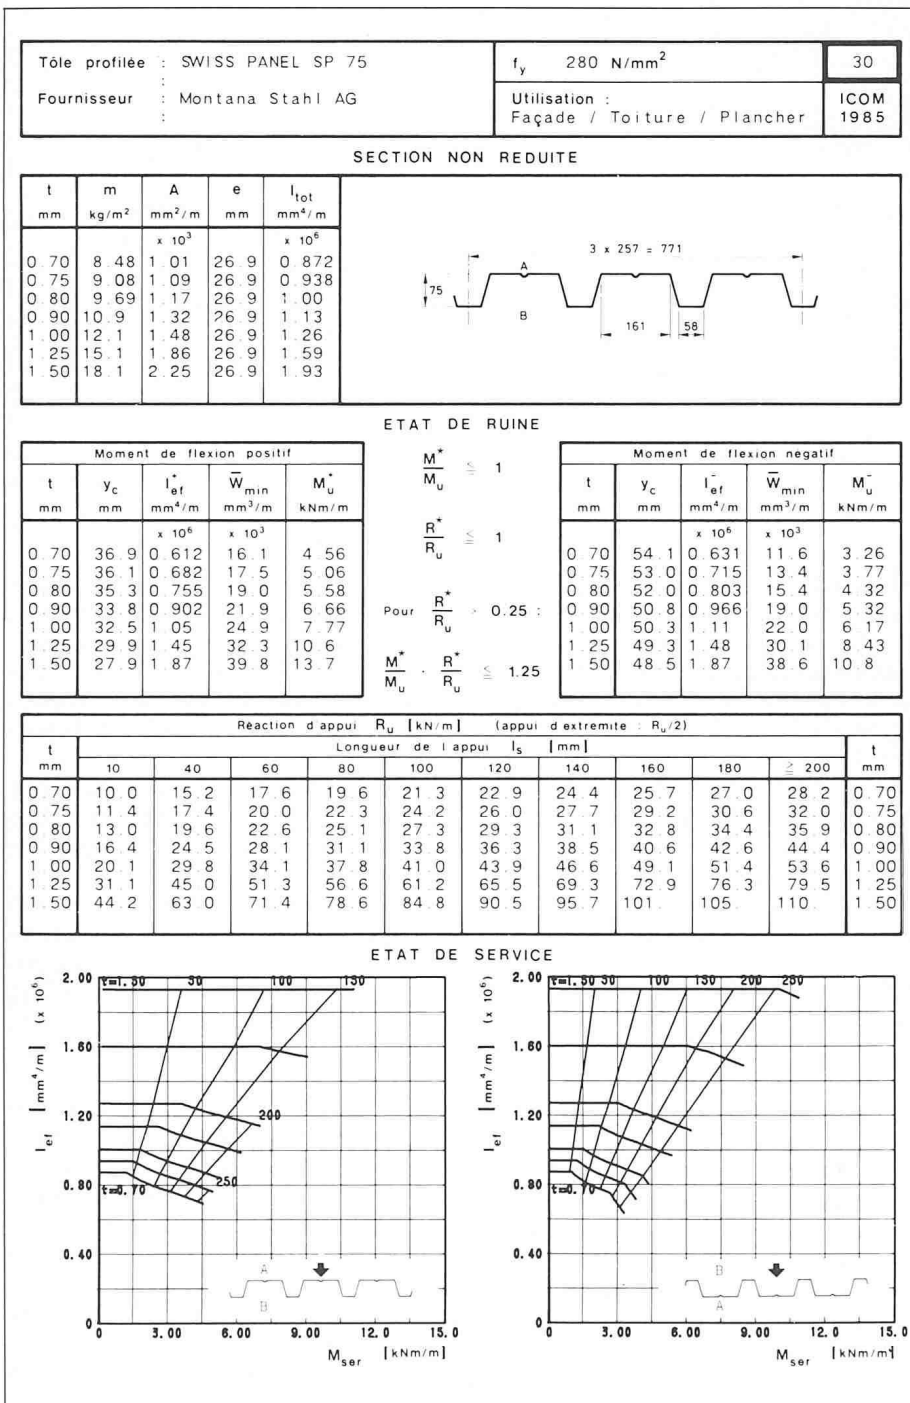 Tôle profilée : SWISS PANEL SP 75
:
Fournisseur : Montana Stahl AG
:
f_y 280 N/mm²
30
Utilisation :
Façade / Toiture / Plancher
ICOM
1985
SECTION NON REDUITE
t m A e I_tot
mm kg/m² mm²/m mm mm⁴/m
x 10³ x 10⁶
0.70 8.48 1.01 26.9 0.872
0.75 9.08 1.09 26.9 0.938
0.80 9.69 1.17 26.9 1.00
0.90 10.9 1.32 26.9 1.13
1.00 12.1 1.48 26.9 1.26
1.25 15.1 1.86 26.9 1.59
1.50 18.1 2.25 26.9 1.93
3 x 257 = 771
A
75
B
161
58
ETAT DE RUINE
Moment de flexion positif
t y_c I⁺_ef W̅_min M⁺_u
mm mm mm⁴/m mm³/m kNm/m
x 10⁶ x 10³
0.70 36.9 0.612 16.1 4.56
0.75 36.1 0.682 17.5 5.06
0.80 35.3 0.755 19.0 5.58
0.90 33.8 0.902 21.9 6.66
1.00 32.5 1.05 24.9 7.77
1.25 29.9 1.45 32.3 10.6
1.50 27.9 1.87 39.8 13.7
M*/M_u ≦ 1
R*/R_u ≦ 1
Pour R*/R_u > 0.25 :
M*/M_u + R*/R_u ≦ 1.25
Moment de flexion negatif
t y_c I⁻_ef W̅_min M⁻_u
mm mm mm⁴/m mm³/m kNm/m
x 10⁶ x 10³
0.70 54.1 0.631 11.6 3.26
0.75 53.0 0.715 13.4 3.77
0.80 52.0 0.803 15.4 4.32
0.90 50.8 0.966 19.0 5.32
1.00 50.3 1.11 22.0 6.17
1.25 49.3 1.48 30.1 8.43
1.50 48.5 1.87 38.6 10.8
Réaction d'appui R_u [kN/m] (appui d'extremite : R_u/2)
t Longueur de l'appui l_s [mm] t
mm 10 40 60 80 100 120 140 160 180 ≧ 200 mm
0.70 10.0 15.2 17.6 19.6 21.3 22.9 24.4 25.7 27.0 28.2 0.70
0.75 11.4 17.4 20.0 22.3 24.2 26.0 27.7 29.2 30.6 32.0 0.75
0.80 13.0 19.6 22.6 25.1 27.3 29.3 31.1 32.8 34.4 35.9 0.80
0.90 16.4 24.5 28.1 31.1 33.8 36.3 38.5 40.6 42.6 44.4 0.90
1.00 20.1 29.8 34.1 37.8 41.0 43.9 46.6 49.1 51.4 53.6 1.00
1.25 31.1 45.0 51.3 56.6 61.2 65.5 69.3 72.9 76.3 79.5 1.25
1.50 44.2 63.0 71.4 78.6 84.8 90.5 95.7 101. 105. 110. 1.50
ETAT DE SERVICE
I_ef [mm⁴/m] (x 10⁶)
2.00
1.60
1.20
0.80
0.40
0
t=1.50 50 100 150
200
250
t=0.70
A
B
0 3.00 6.00 9.00 12.0 15.0
M_ser [kNm/m]
I_ef [mm⁴/m] (x 10⁶)
2.00
1.60
1.20
0.80
0.40
0
t=1.50 50 100 150 200 250
t=0.70
B
A
0 3.00 6.00 9.00 12.0 15.0
M_ser [kNm/m]